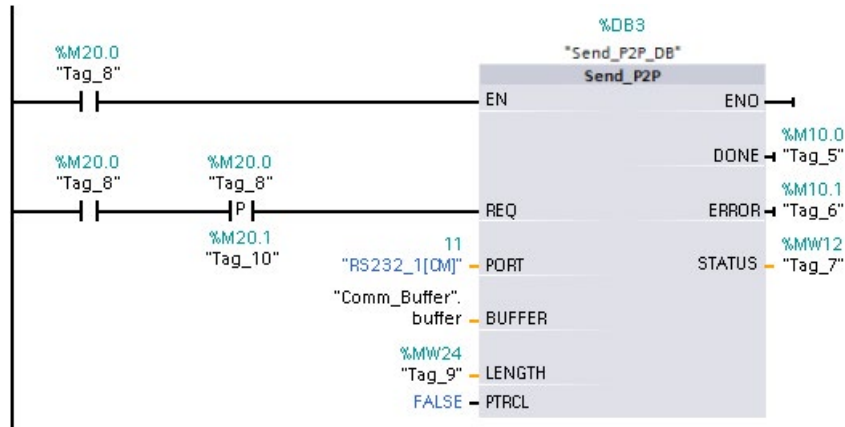 %DB3
"Send_P2P_DB"
Send_P2P
%M20.0
"Tag_8"
EN
ENO
DONE
%M10.0
"Tag_5"
%M20.0
"Tag_8"
%M20.0
"Tag_8"
P
%M20.1
"Tag_10"
REQ
ERROR
%M10.1
"Tag_6"
11
"RS232_1[CM]"
PORT
STATUS
%MW12
"Tag_7"
"Comm_Buffer".
buffer
BUFFER
%MW24
"Tag_9"
LENGTH
FALSE
PTRCL